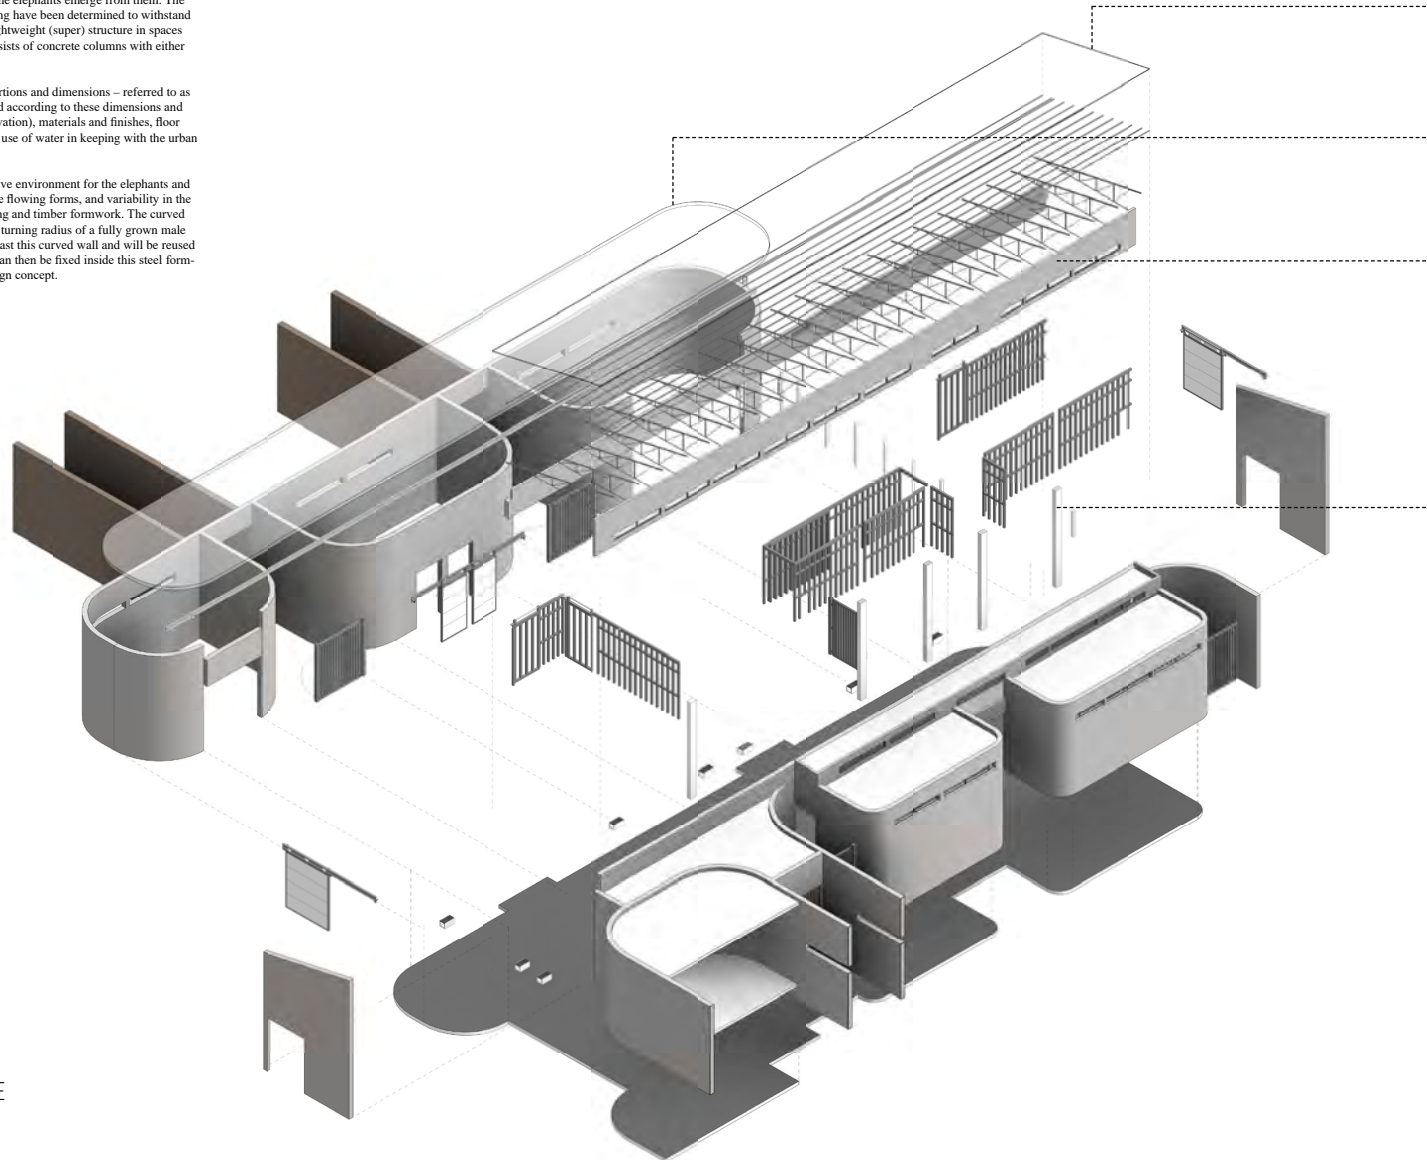 the elephants emerge from them. The
ng have been determined to withstand
ghtweight (super) structure in spaces
sists of concrete columns with either
rtions and dimensions – referred to as
d according to these dimensions and
vation), materials and finishes, floor
use of water in keeping with the urban
ve environment for the elephants and
e flowing forms, and variability in the
ng and timber formwork. The curved
turning radius of a fully grown male
ast this curved wall and will be reused
an then be fixed inside this steel form-
gn concept.
E